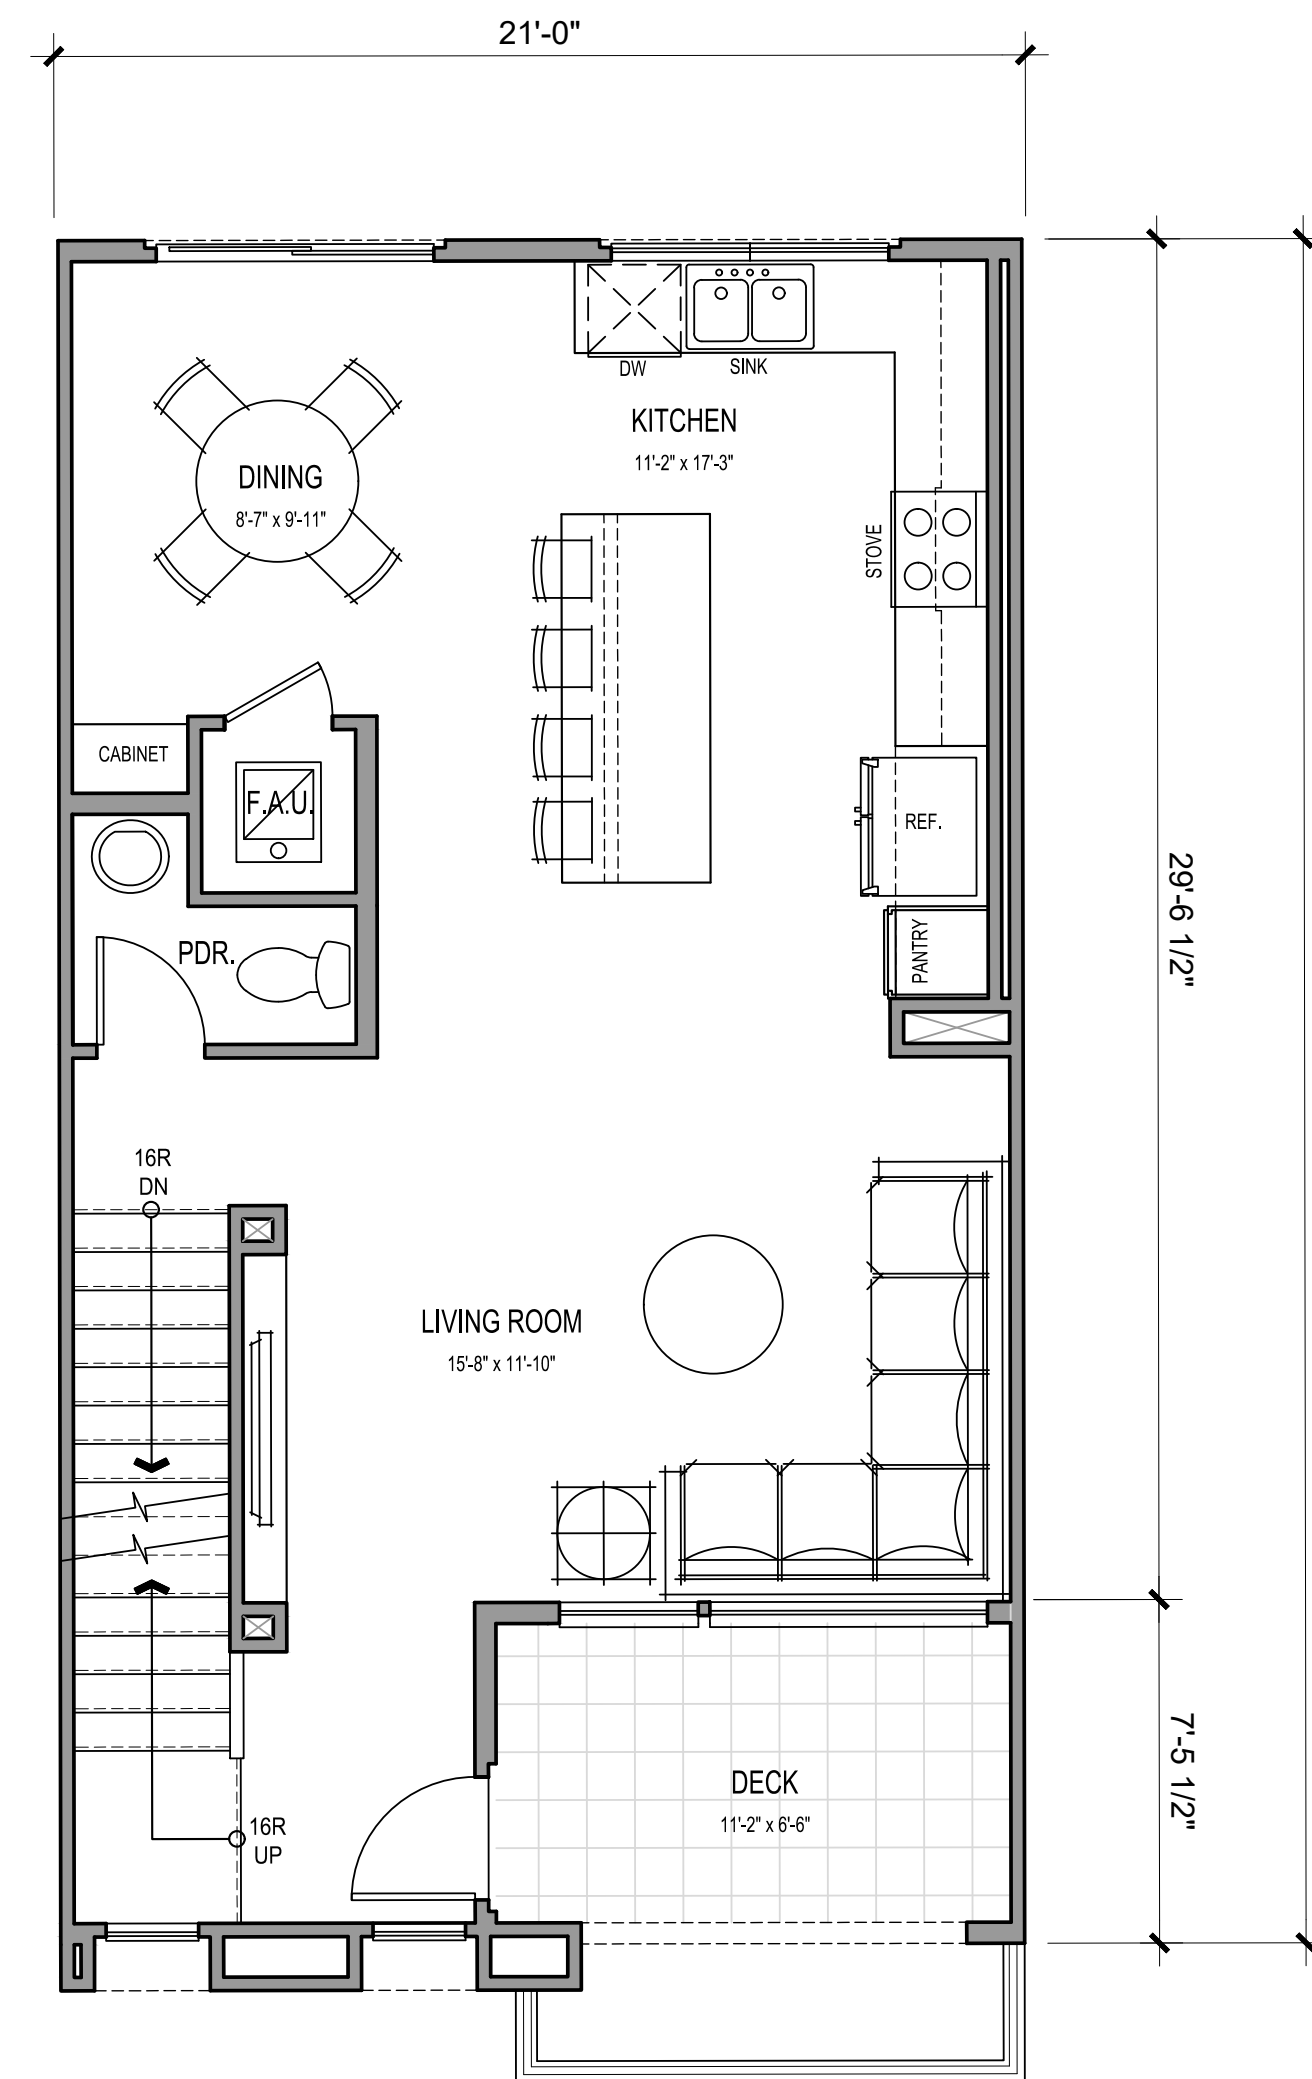 21'-0"
DW
SINK
KITCHEN
11'-2" x 17'-3"
DINING
8'-7" x 9'-11"
STOVE
CABINET
F.A.U.
REF.
29'-6 1/2"
PANTRY
PDR.
16R
DN
LIVING ROOM
15'-8" x 11'-10"
7'-5 1/2"
DECK
11'-2" x 6'-6"
16R
UP